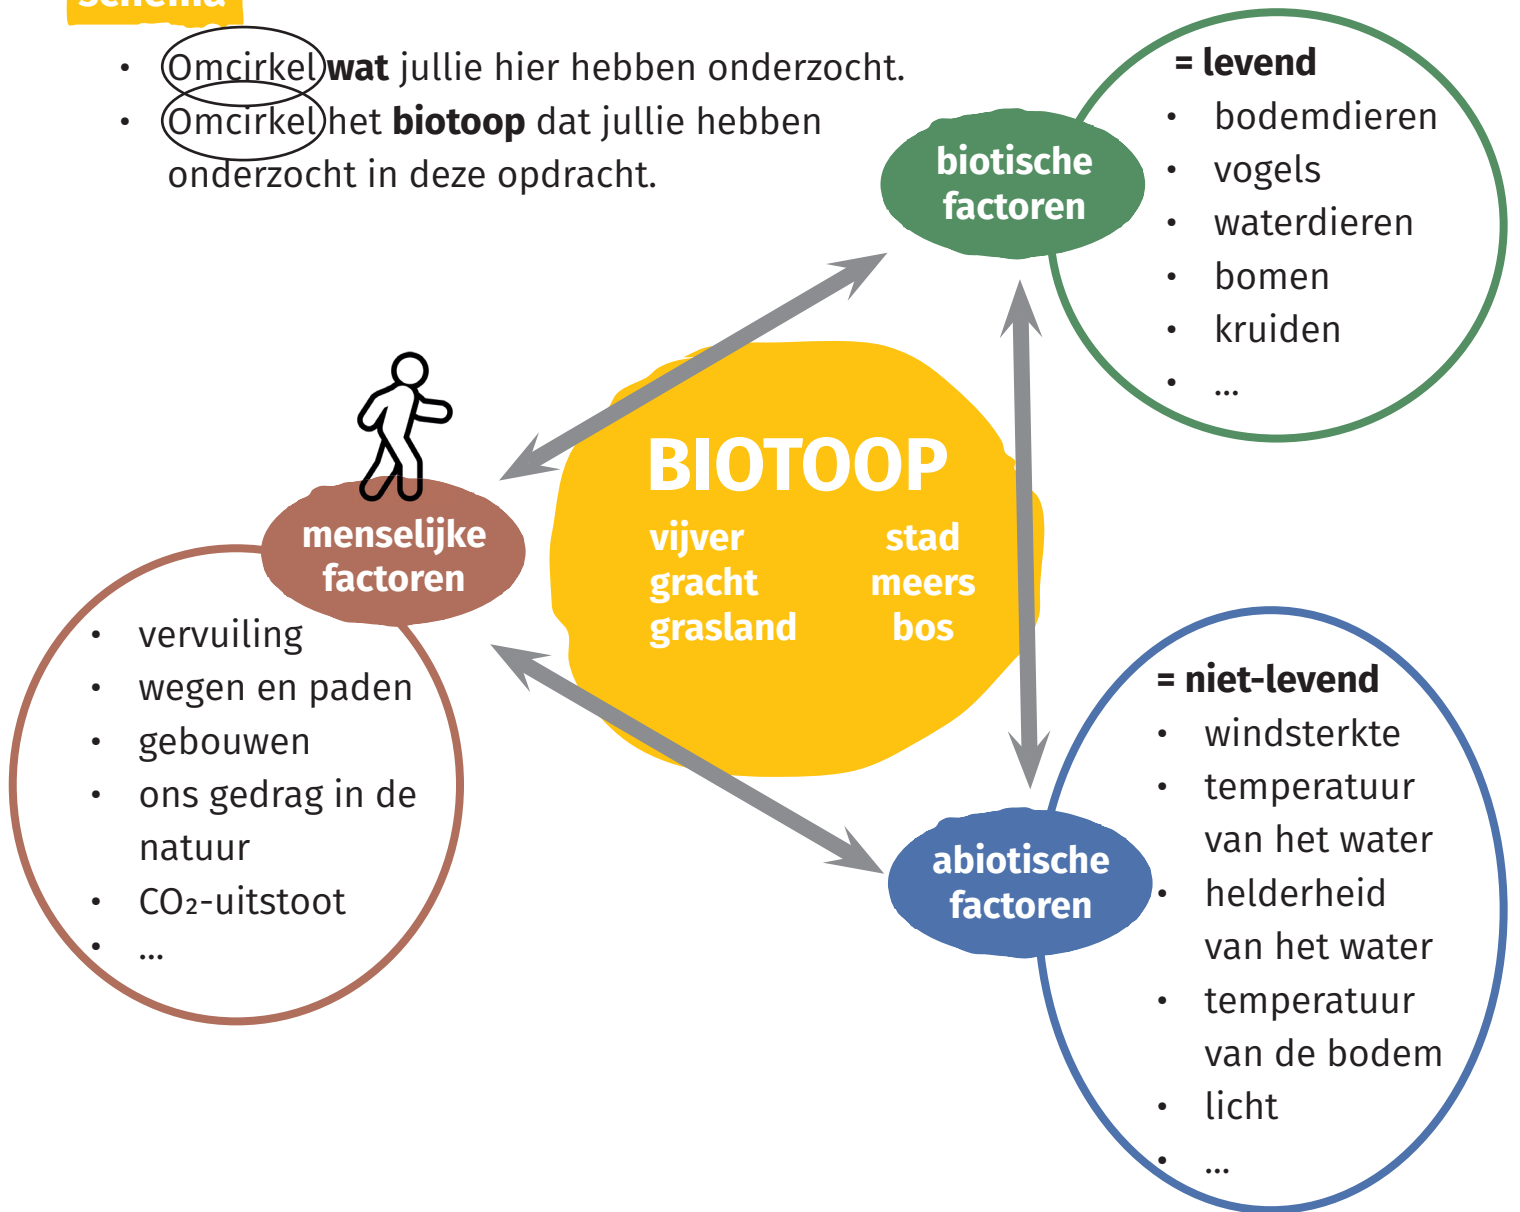 schema
• Omcirkel wat jullie hier hebben onderzocht.
• Omcirkel het biotoop dat jullie hebben
onderzocht in deze opdracht.
biotische
factoren
= levend
• bodemdieren
• vogels
• waterdieren
• bomen
• kruiden
• ...
BIOTOOP
vijver stad
gracht meers
grasland bos
menselijke
factoren
• vervuiling
• wegen en paden
• gebouwen
• ons gedrag in de
natuur
• CO₂-uitstoot
• ...
abiotische
factoren
= niet-levend
• windsterkte
• temperatuur
van het water
• helderheid
van het water
• temperatuur
van de bodem
• licht
• ...